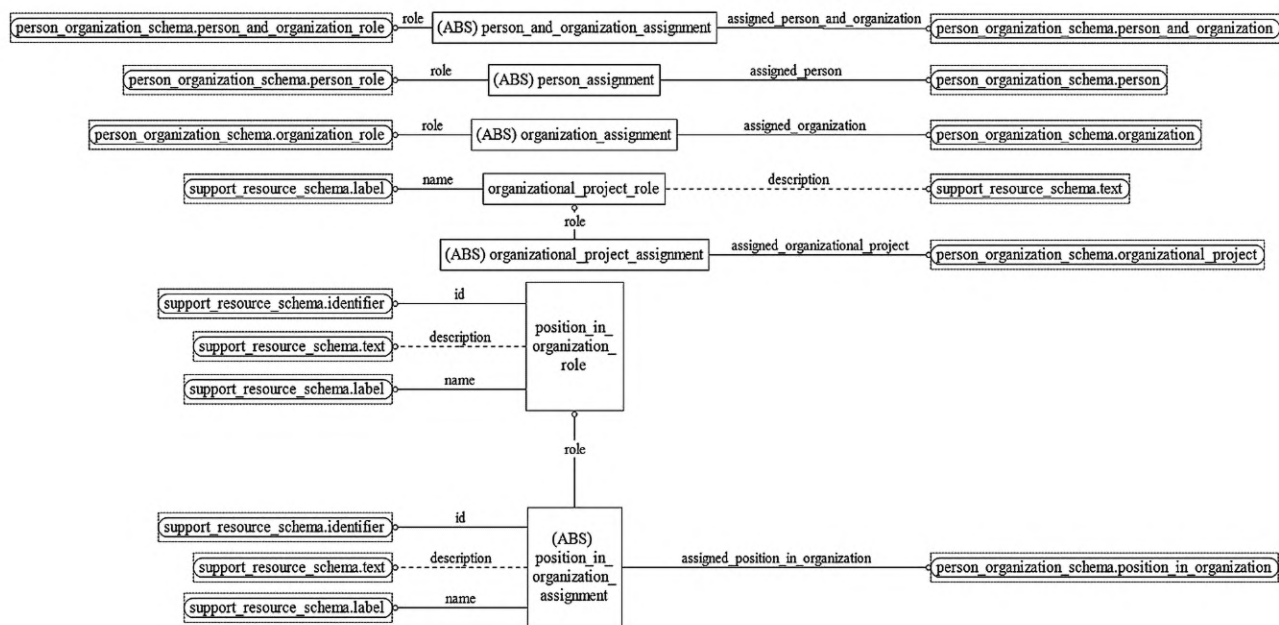 person_organization_schema.person_and_organization_role
role
(ABS) person_and_organization_assignment
assigned_person_and_organization
person_organization_schema.person_and_organization
person_organization_schema.person_role
role
(ABS) person_assignment
assigned_person
person_organization_schema.person
person_organization_schema.organization_role
role
(ABS) organization_assignment
assigned_organization
person_organization_schema.organization
support_resource_schema.label
name
organizational_project_role
description
support_resource_schema.text
role
(ABS) organizational_project_assignment
assigned_organizational_project
person_organization_schema.organizational_project
support_resource_schema.identifier
id
support_resource_schema.text
description
position_in_
organization_
role
support_resource_schema.label
name
role
support_resource_schema.identifier
id
support_resource_schema.text
description
(ABS)
position_in_
organization_
assignment
assigned_position_in_organization
person_organization_schema.position_in_organization
support_resource_schema.label
name